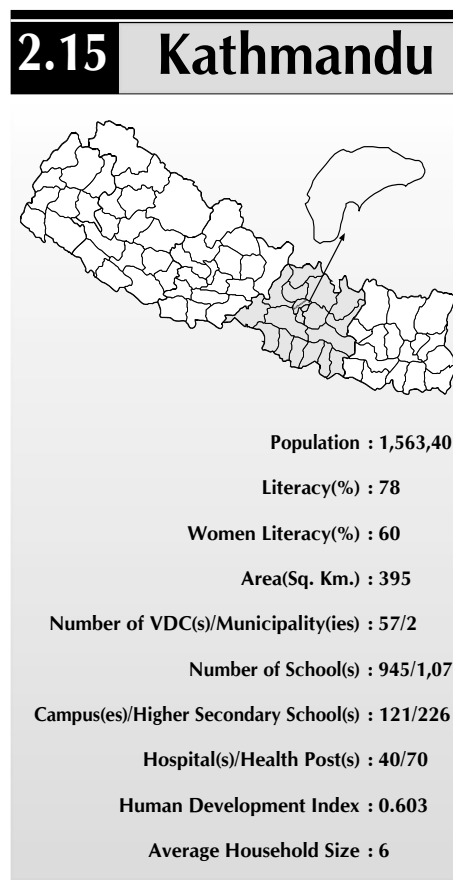 2.15 Kathmandu
Population : 1,563,40
Literacy(%) : 78
Women Literacy(%) : 60
Area(Sq. Km.) : 395
Number of VDC(s)/Municipality(ies) : 57/2
Number of School(s) : 945/1,07
Campus(es)/Higher Secondary School(s) : 121/226
Hospital(s)/Health Post(s) : 40/70
Human Development Index : 0.603
Average Household Size : 6